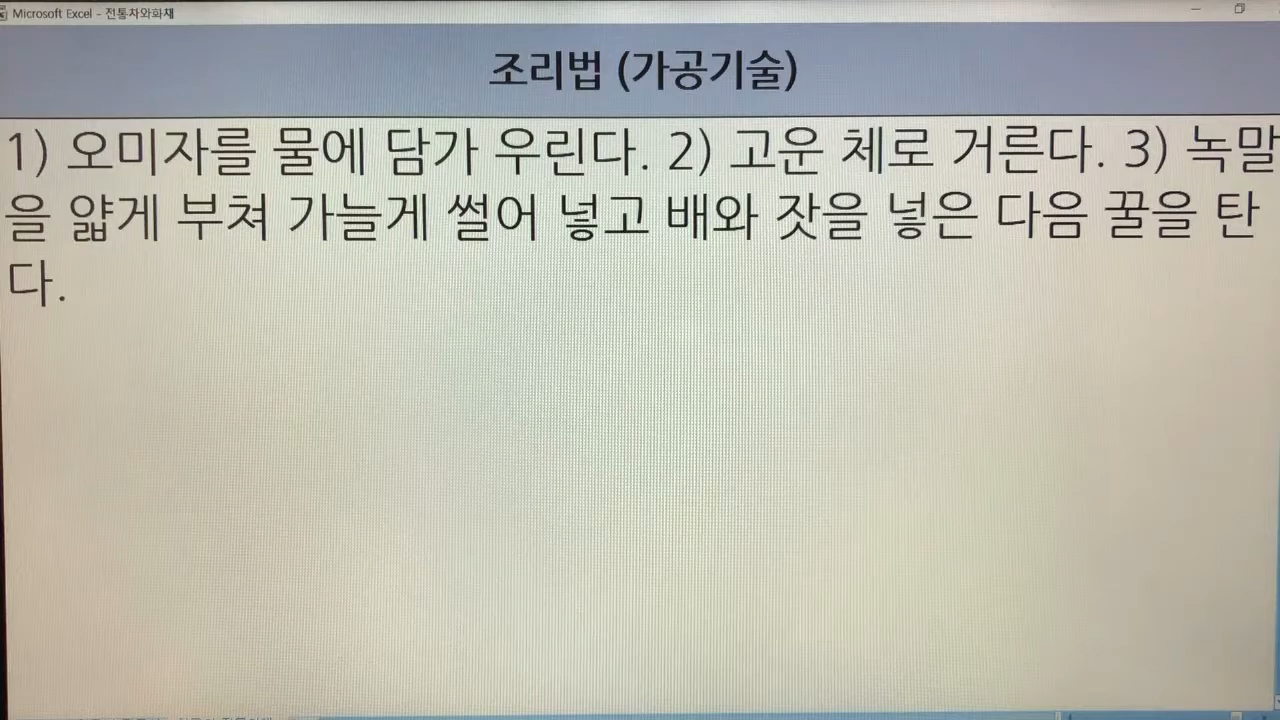 Microsoft Excel - 전통차와화채
조리법 (가공기술)
1) 오미자를 물에 담가 우린다. 2) 고운 체로 거른다. 3) 녹말
을 얇게 부쳐 가늘게 썰어 넣고 배와 잣을 넣은 다음 꿀을 탄
다.